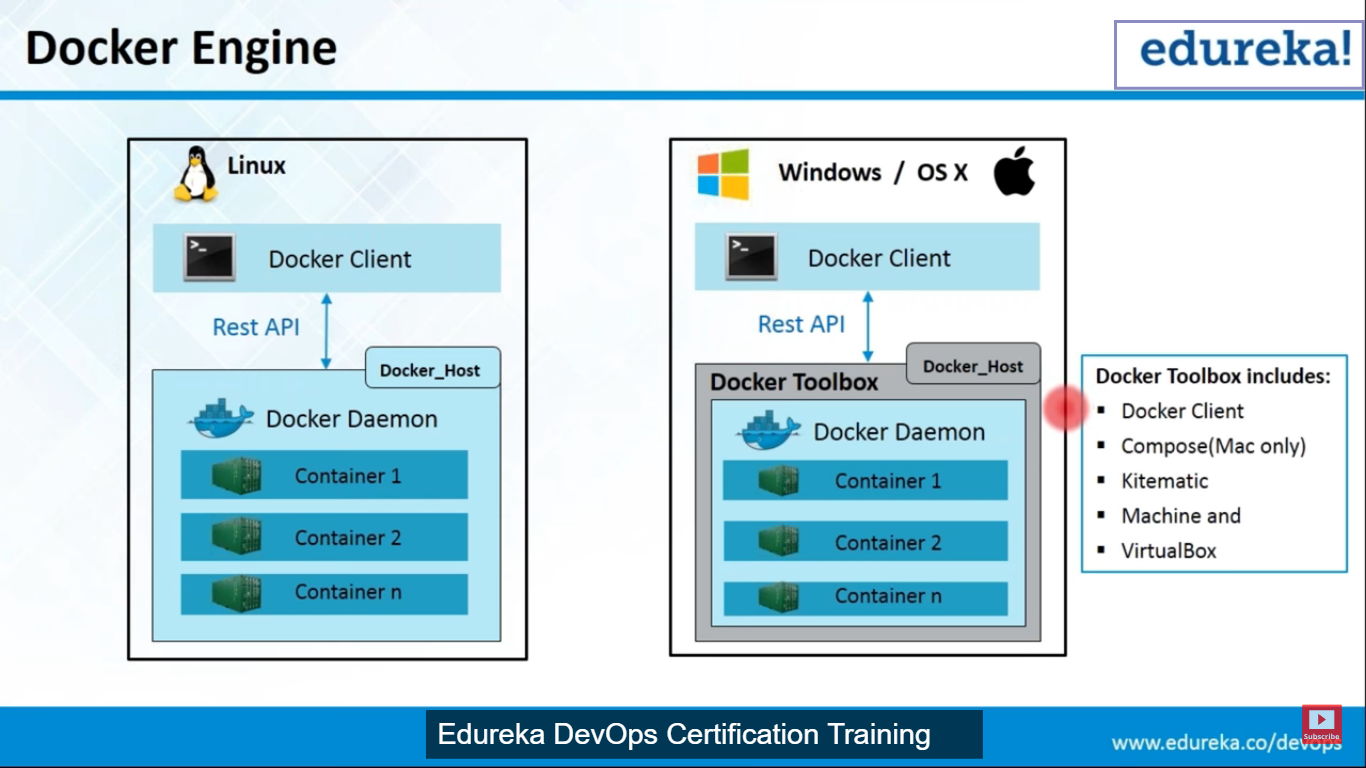 Docker Engine
edureka!
Linux
>_
Docker Client
Rest API
Docker_Host
Docker Daemon
Container 1
Container 2
Container n
Windows / OS X
>_
Docker Client
Rest API
Docker_Host
Docker Toolbox
Docker Daemon
Container 1
Container 2
Container n
Docker Toolbox includes:
▪ Docker Client
▪ Compose(Mac only)
▪ Kitematic
▪ Machine and
▪ VirtualBox
Edureka DevOps Certification Training
Subscribe
www.edureka.co/devops